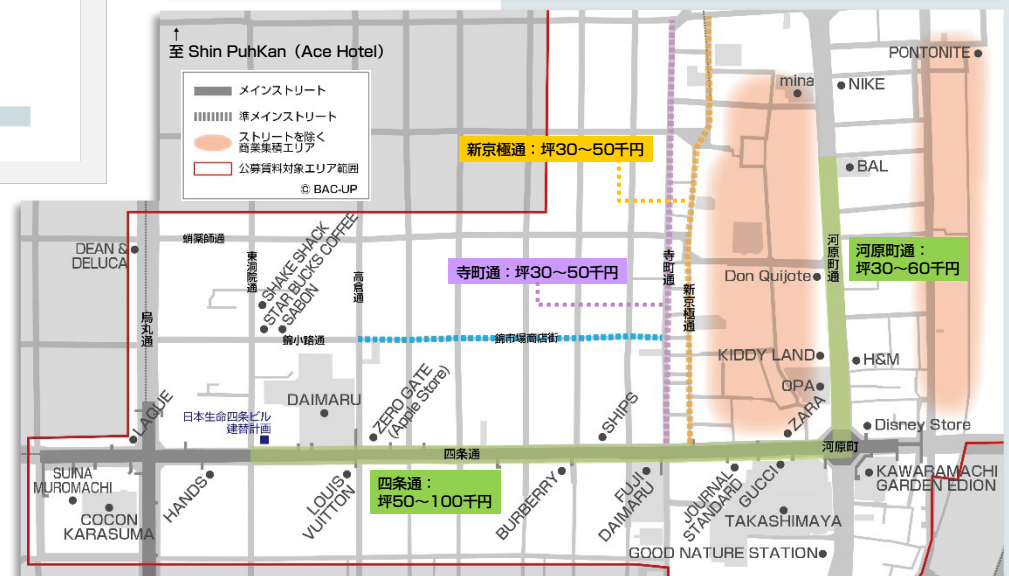 ↑
至 Shin PuhKan（Ace Hotel）
メインストリート
準メインストリート
ストリートを除く
商業集積エリア
公募賃料対象エリア範囲
© BAC-UP
新京極通：坪30～50千円
寺町通：坪30～50千円
河原町通：
坪30～60千円
四条通：
坪50～100千円
PONTONITE
mina
NIKE
BAL
DEAN &
DELUCA
蛸薬師通
東洞院通
SHAKE SHACK
STAR BUCKS COFFEE
SABON
高倉通
烏丸通
錦小路通
錦市場商店街
寺町通
新京極通
河原町通
Don Quijote
KIDDY LAND
H&M
OPA
ZARA
Disney Store
河原町
LAQUE
日本生命四条ビル
建替計画
DAIMARU
ZERO GATE
(Apple Store)
SHIPS
四条通
SUINA
MUROMACHI
COCON
KARASUMA
HANDS
LOUIS
VUITTON
BURBERRY
FUJII
DAIMARU
JOURNAL
STANDARD
GUCCI
TAKASHIMAYA
KAWARAMACHI
GARDEN EDION
GOOD NATURE STATION